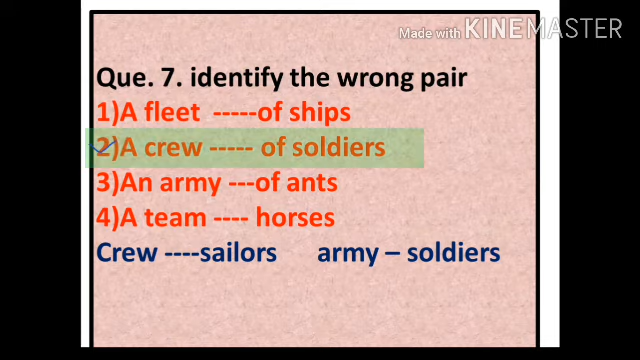 Made with KINEMASTER
Que. 7. identify the wrong pair
1)A fleet -----of ships
2)A crew ----- of soldiers
3)An army ---of ants
4)A team ---- horses
Crew ----sailors army – soldiers